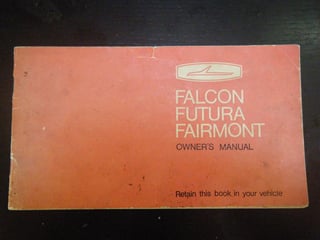 FALCON
FUTURA
FAIRMONT
OWNER'S MANUAL
Retain this book in your vehicle